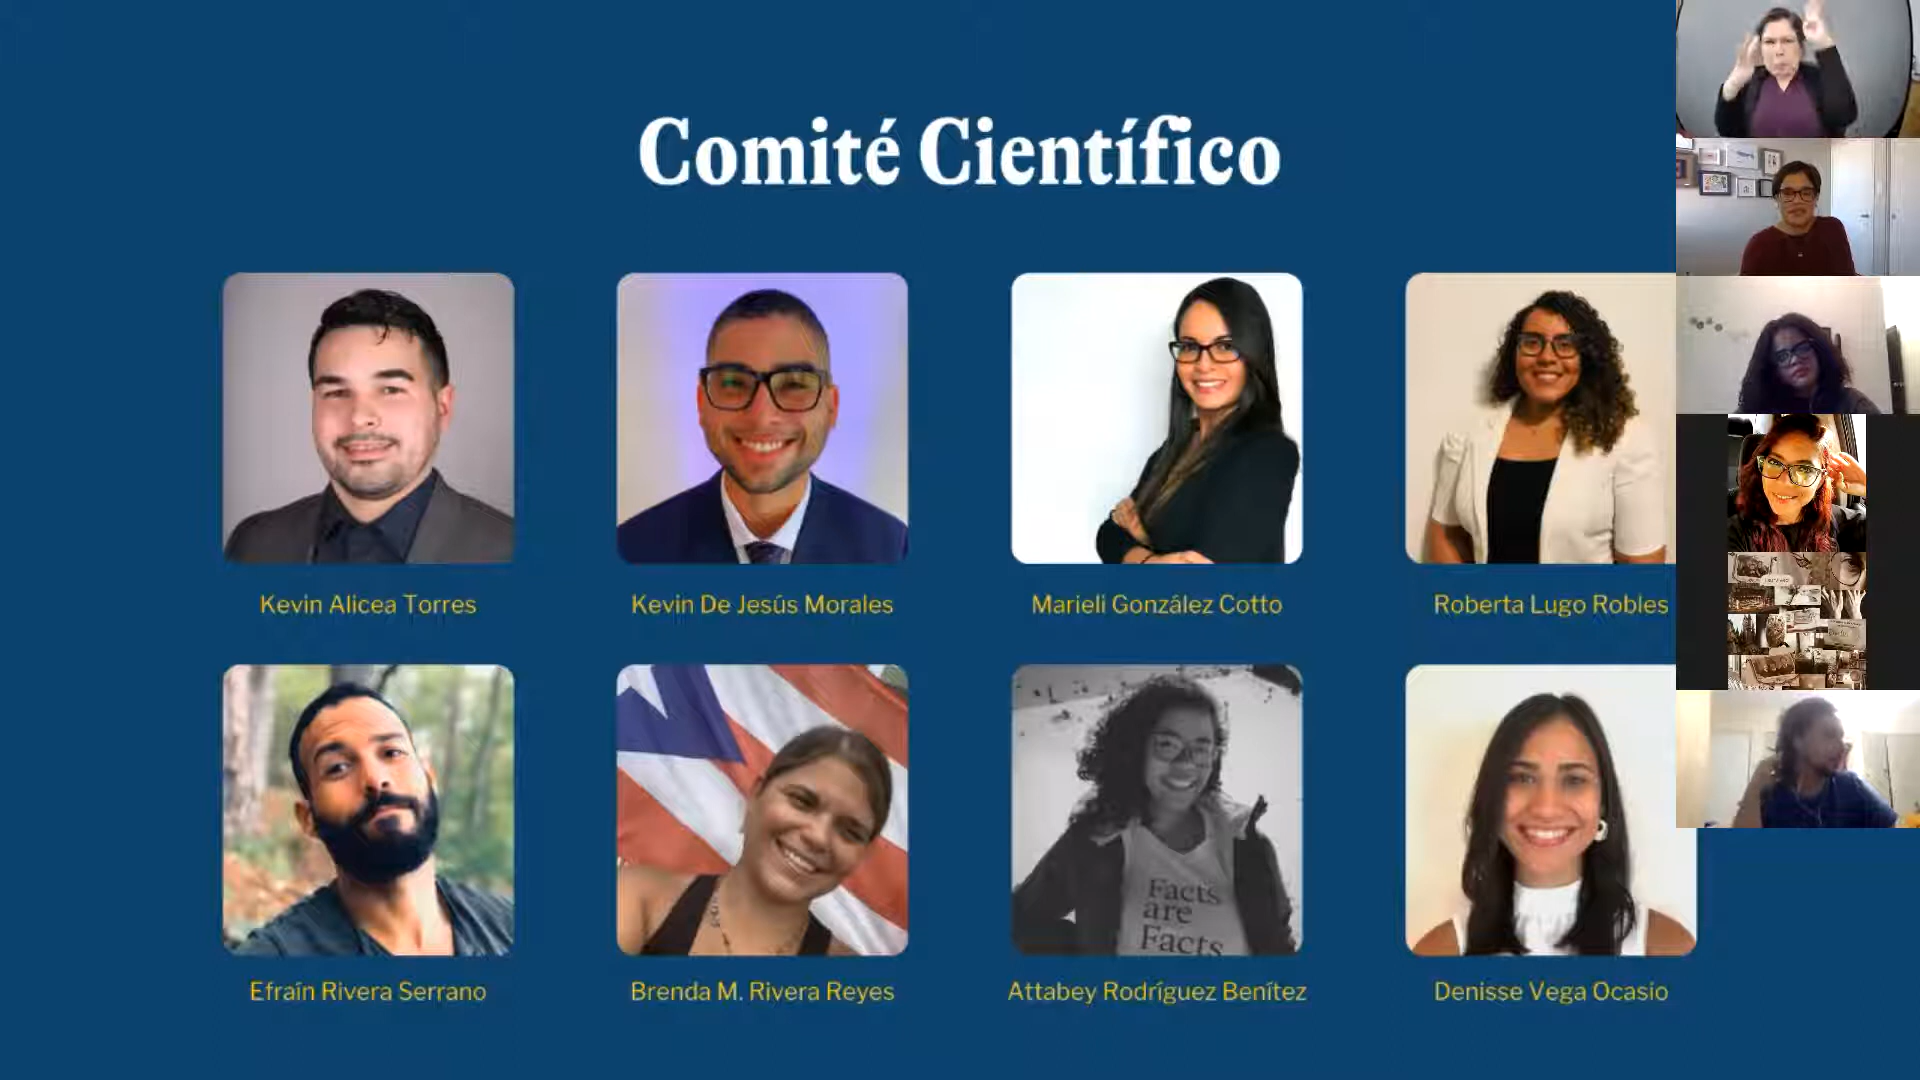 Comité Científico
Kevin Alicea Torres
Kevin De Jesús Morales
Marieli González Cotto
Roberta Lugo Robles
Facts
are
Facts
Efraín Rivera Serrano
Brenda M. Rivera Reyes
Attabey Rodríguez Benítez
Denisse Vega Ocasio